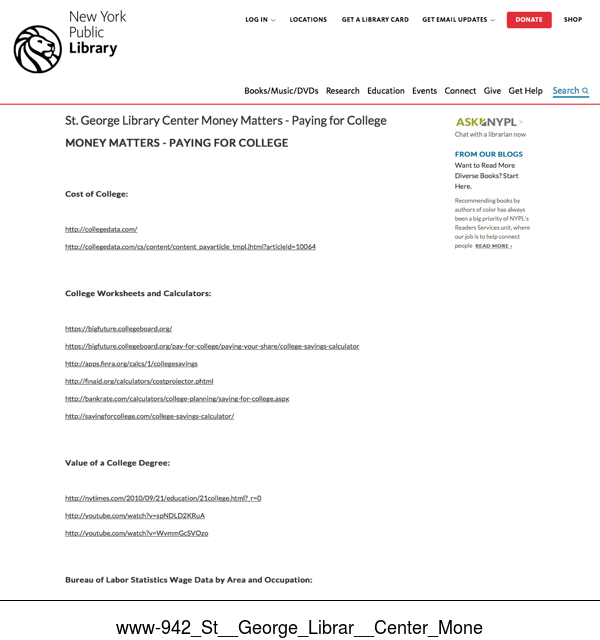 New York
Public
Library
LOG IN
LOCATIONS
GET A LIBRARY CARD
GET EMAIL UPDATES
DONATE
SHOP
Books/Music/DVDs Research Education Events Connect Give Get Help Search
St. George Library Center Money Matters - Paying for College
MONEY MATTERS - PAYING FOR COLLEGE
Cost of College:
http://collegedata.com/
http://collegedata.com/cs/content/content_payarticle_tmpl.jhtml?articleId=10064
College Worksheets and Calculators:
https://bigfuture.collegeboard.org/
https://bigfuture.collegeboard.org/pay-for-college/paying-your-share/college-savings-calculator
http://apps.finra.org/calcs/1/collegesavings
http://finaid.org/calculators/costprojector.phtml
http://bankrate.com/calculators/college-planning/saving-for-college.aspx
http://savingforcollege.com/college-savings-calculator/
Value of a College Degree:
http://nytimes.com/2010/09/21/education/21college.html?_r=0
http://youtube.com/watch?v=spNDLD2KRuA
http://youtube.com/watch?v=WvmmGcSVOzo
Bureau of Labor Statistics Wage Data by Area and Occupation:
ASK NYPL >
Chat with a librarian now
FROM OUR BLOGS
Want to Read More
Diverse Books? Start
Here.
Recommending books by
authors of color has always
been a big priority of NYPL's
Readers Services unit, where
our job is to help connect
people READ MORE ›
www-942_St__George_Librar__Center_Mone